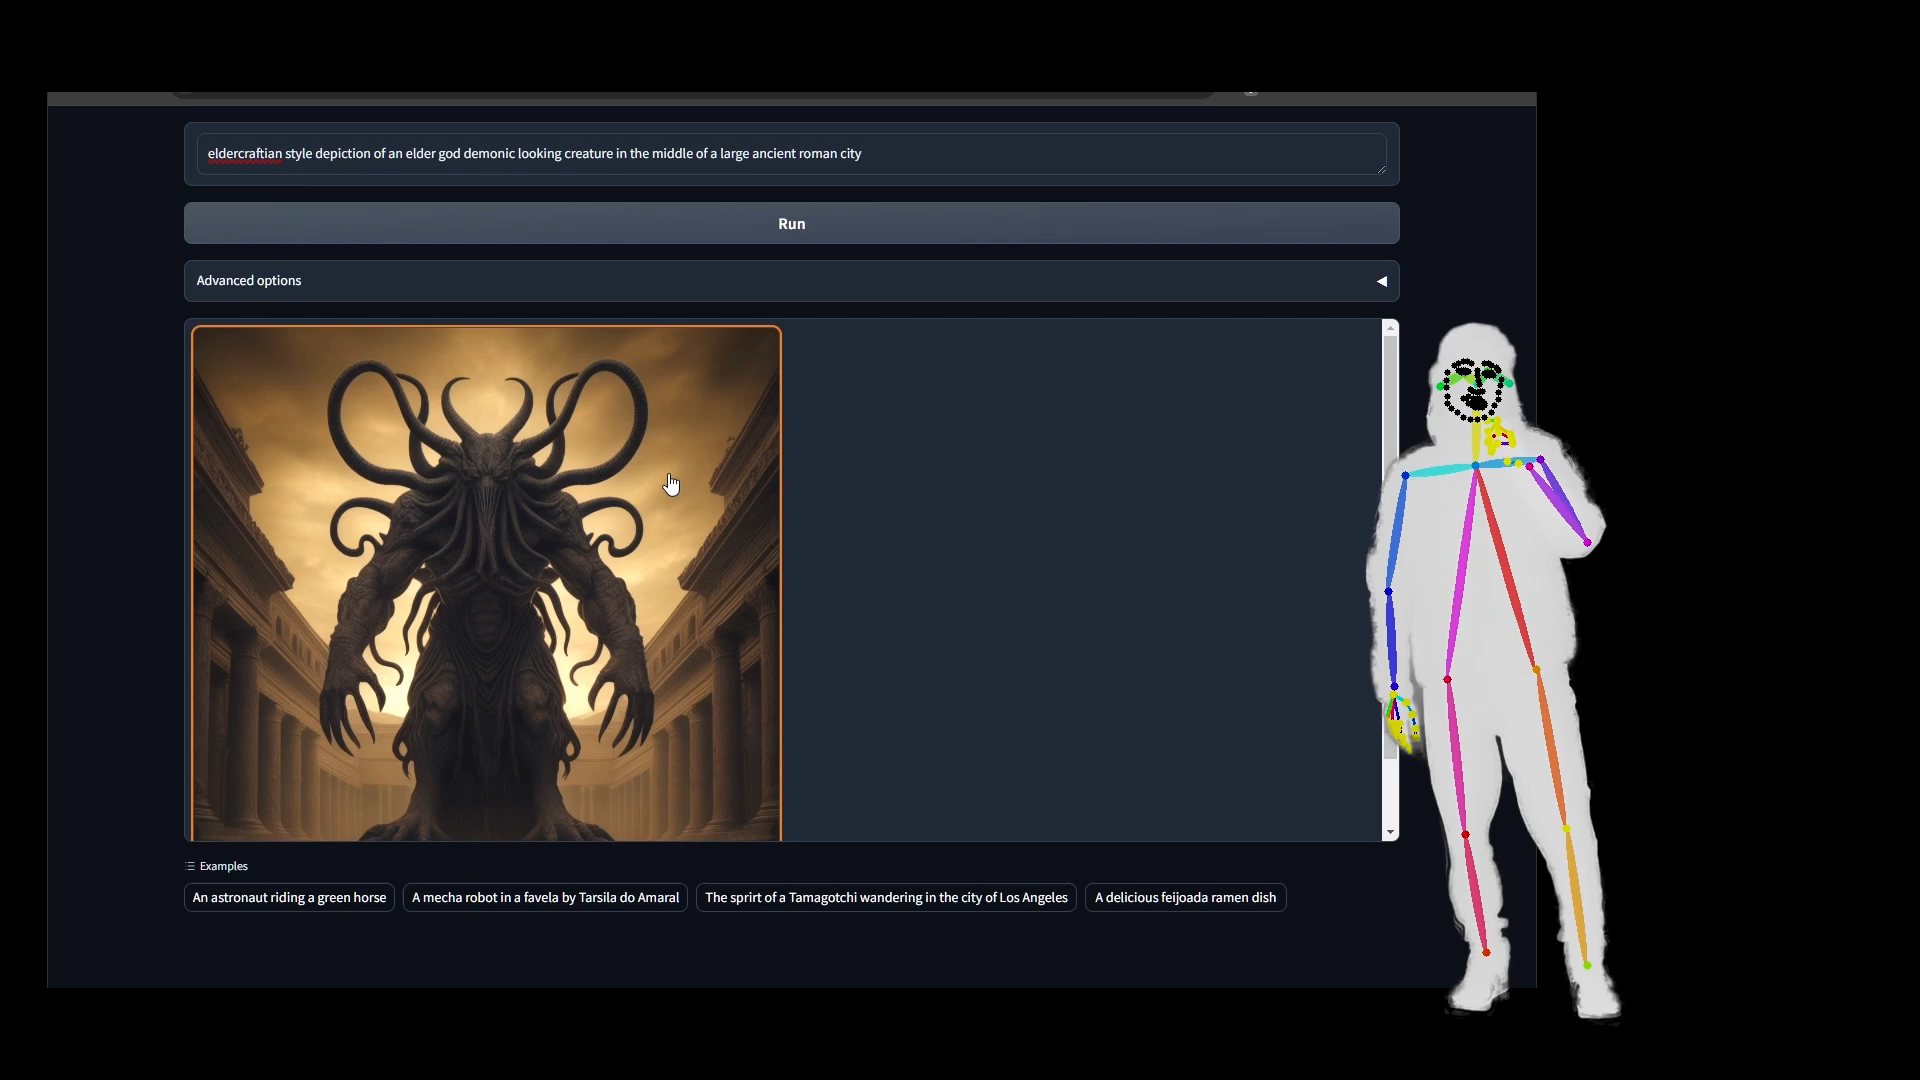 eldercraftian style depiction of an elder god demonic looking creature in the middle of a large ancient roman city
Run
Advanced options
Examples
An astronaut riding a green horse
A mecha robot in a favela by Tarsila do Amaral
The sprirt of a Tamagotchi wandering in the city of Los Angeles
A delicious feijoada ramen dish